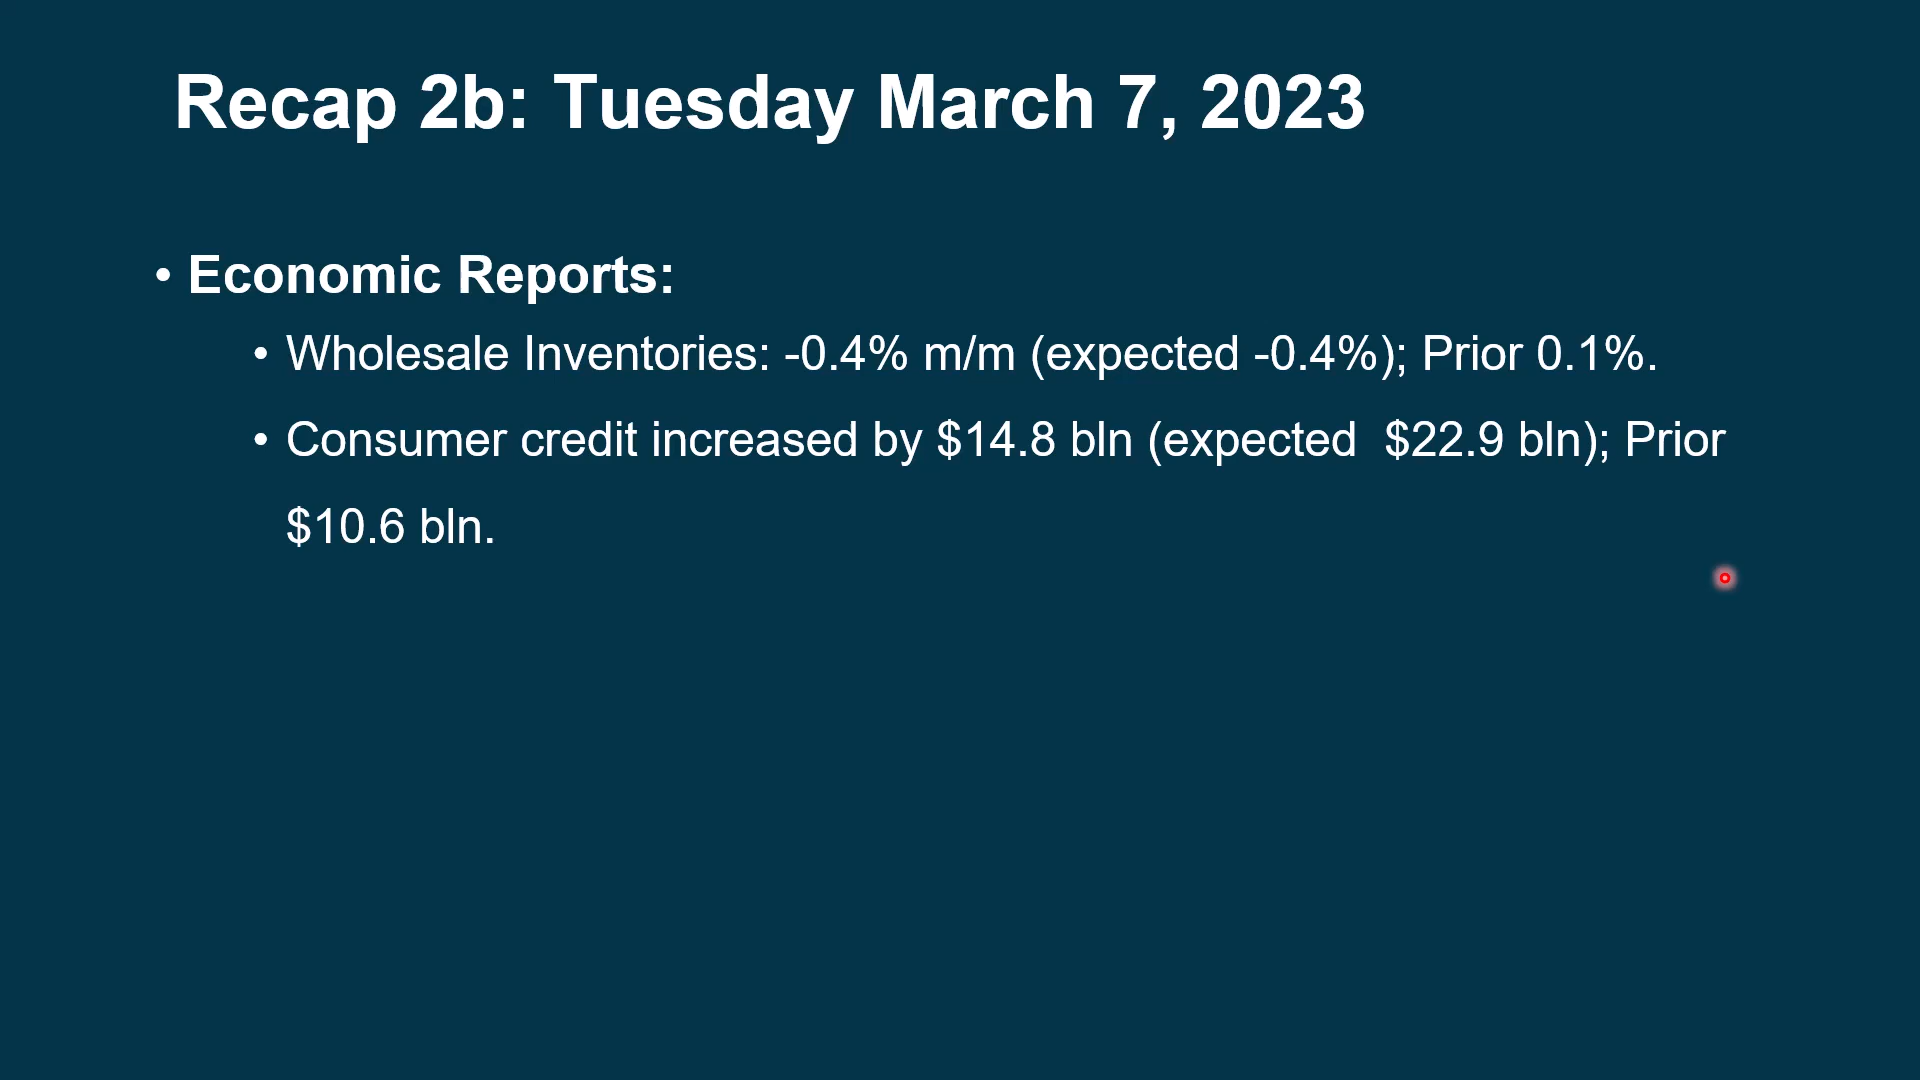 Recap 2b: Tuesday March 7, 2023
• Economic Reports:
• Wholesale Inventories: -0.4% m/m (expected -0.4%); Prior 0.1%.
• Consumer credit increased by $14.8 bln (expected  $22.9 bln); Prior
$10.6 bln.